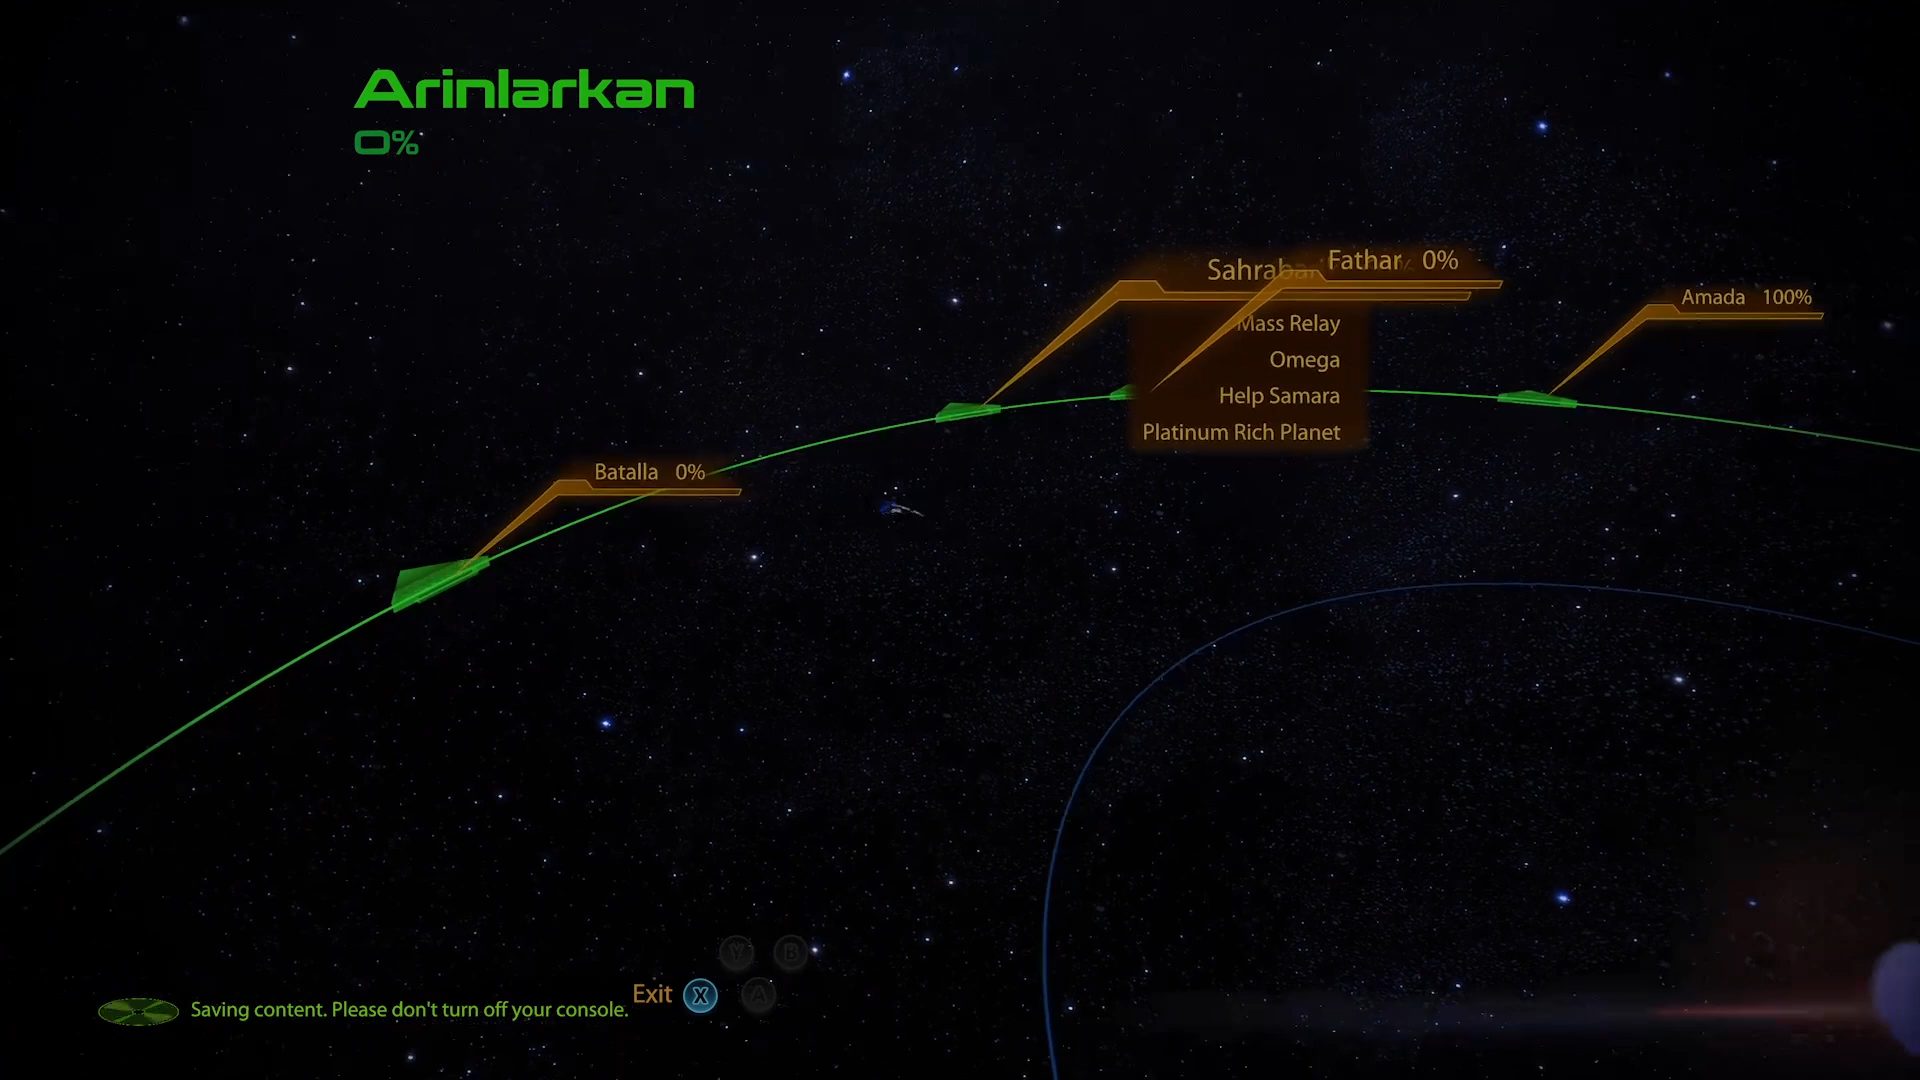 Arinlarkan
0%
Fathar 0%
Sahrabar
Amada 100%
Mass Relay
Omega
Help Samara
Platinum Rich Planet
Batalla 0%
Y B
Exit X A
Saving content. Please don't turn off your console.